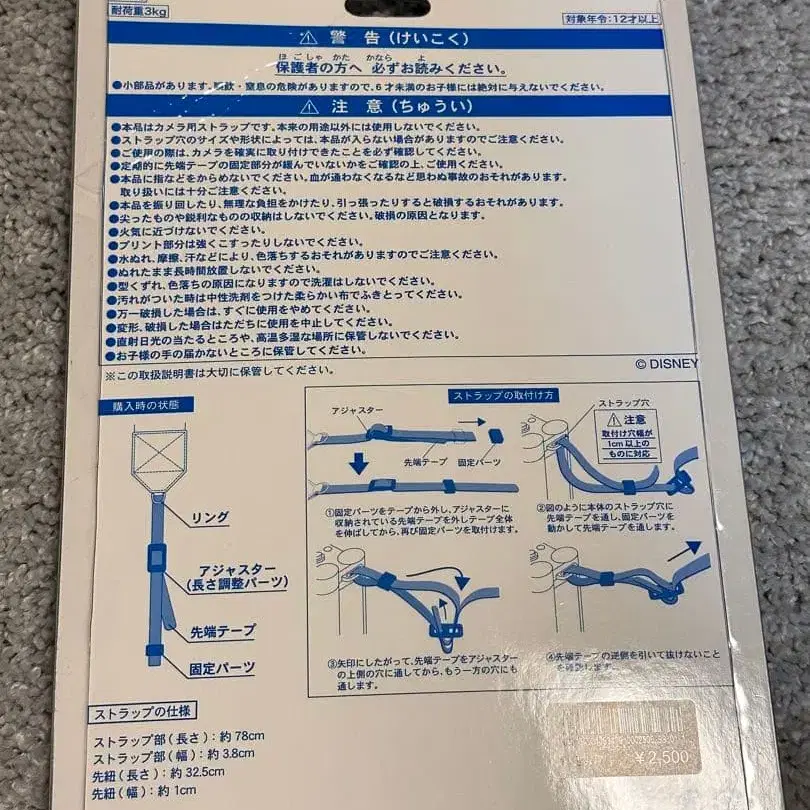 耐荷重3kg
対象年令:12才以上
⚠ 警 告(けいこく)
ほごしゃ かた かなら よ
保護者の方へ 必ずお読みください。
●小部品があります。誤飲・窒息の危険がありますので、6才未満のお子様には絶対に与えないでください。
⚠ 注 意(ちゅうい)
●本品はカメラ用ストラップです。本来の用途以外には使用しないでください。
●ストラップ穴のサイズや形状によっては、本品が入らない場合がありますのでご注意ください。
●ご使用の際は、カメラを確実に取り付けできたことを必ず確認してください。
●定期的に先端テープの固定部分が緩んでいないかをご確認の上、ご使用ください。
●本品に指などをからめないでください。血が通わなくなるなど思わぬ事故のおそれがあります。
取り扱いには十分ご注意ください。
●本品を振り回したり、無理な負担をかけたり、引っ張ったりすると破損するおそれがあります。
●尖ったものや鋭利なものの収納はしないでください。破損の原因となります。
●火気に近づけないでください。
●プリント部分は強くこすったりしないでください。
●水ぬれ、摩擦、汗などにより、色落ちするおそれがありますのでご注意ください。
●ぬれたまま長時間放置しないでください。
●型くずれ、色落ちの原因になりますので洗濯はしないでください。
●汚れがついた時は中性洗剤をつけた柔らかい布でふきとってください。
●万一破損した場合は、すぐに使用をやめてください。
●変形、破損した場合はただちに使用を中止してください。
●直射日光の当たるところや、高温多湿な場所に保管しないでください。
●お子様の手の届かないところに保管してください。
※この取扱説明書は大切に保管してください。
© DISNEY
購入時の状態
リング
アジャスター
(長さ調整パーツ)
先端テープ
固定パーツ
ストラップの取付け方
アジャスター
先端テープ
固定パーツ
①固定パーツをテープから外し、アジャスターに
収納されている先端テープを外しテープ全体
を伸ばしてから、再び固定パーツを取付けます。
ストラップ穴
⚠ 注意
取付け穴幅が
1cm以上の
ものに対応
②図のように本体のストラップ穴に
先端テープを通し、固定パーツを
動かして先端テープを通します。
③矢印にしたがって、先端テープをアジャスター
の上側の穴に通してから、もう一方の穴にも
通します。
④先端テープの逆側を引いて抜けないこと
を確認します。
ストラップの仕様
ストラップ部(長さ):約78cm
ストラップ部(幅):約3.8cm
先紐(長さ):約32.5cm
先紐(幅):約1cm
¥2,500